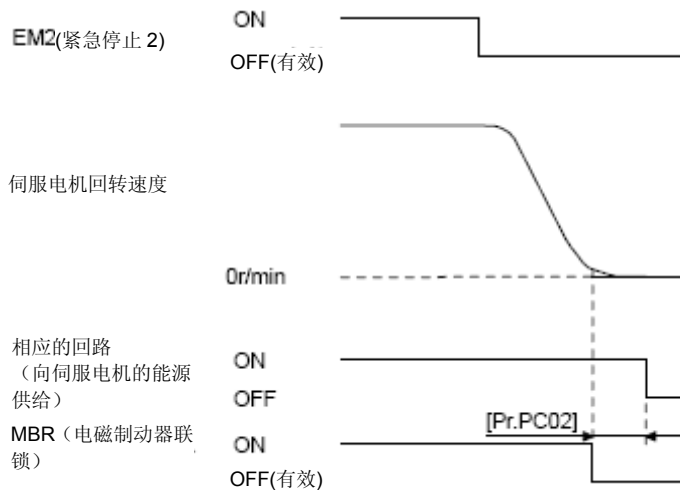 ON
EM2(紧急停止 2)
OFF(有效)
伺服电机回转速度
0r/min
相应的回路
（向伺服电机的能源
供给）
ON
OFF
[Pr.PC02]
MBR（电磁制动器联
锁）
ON
OFF(有效)